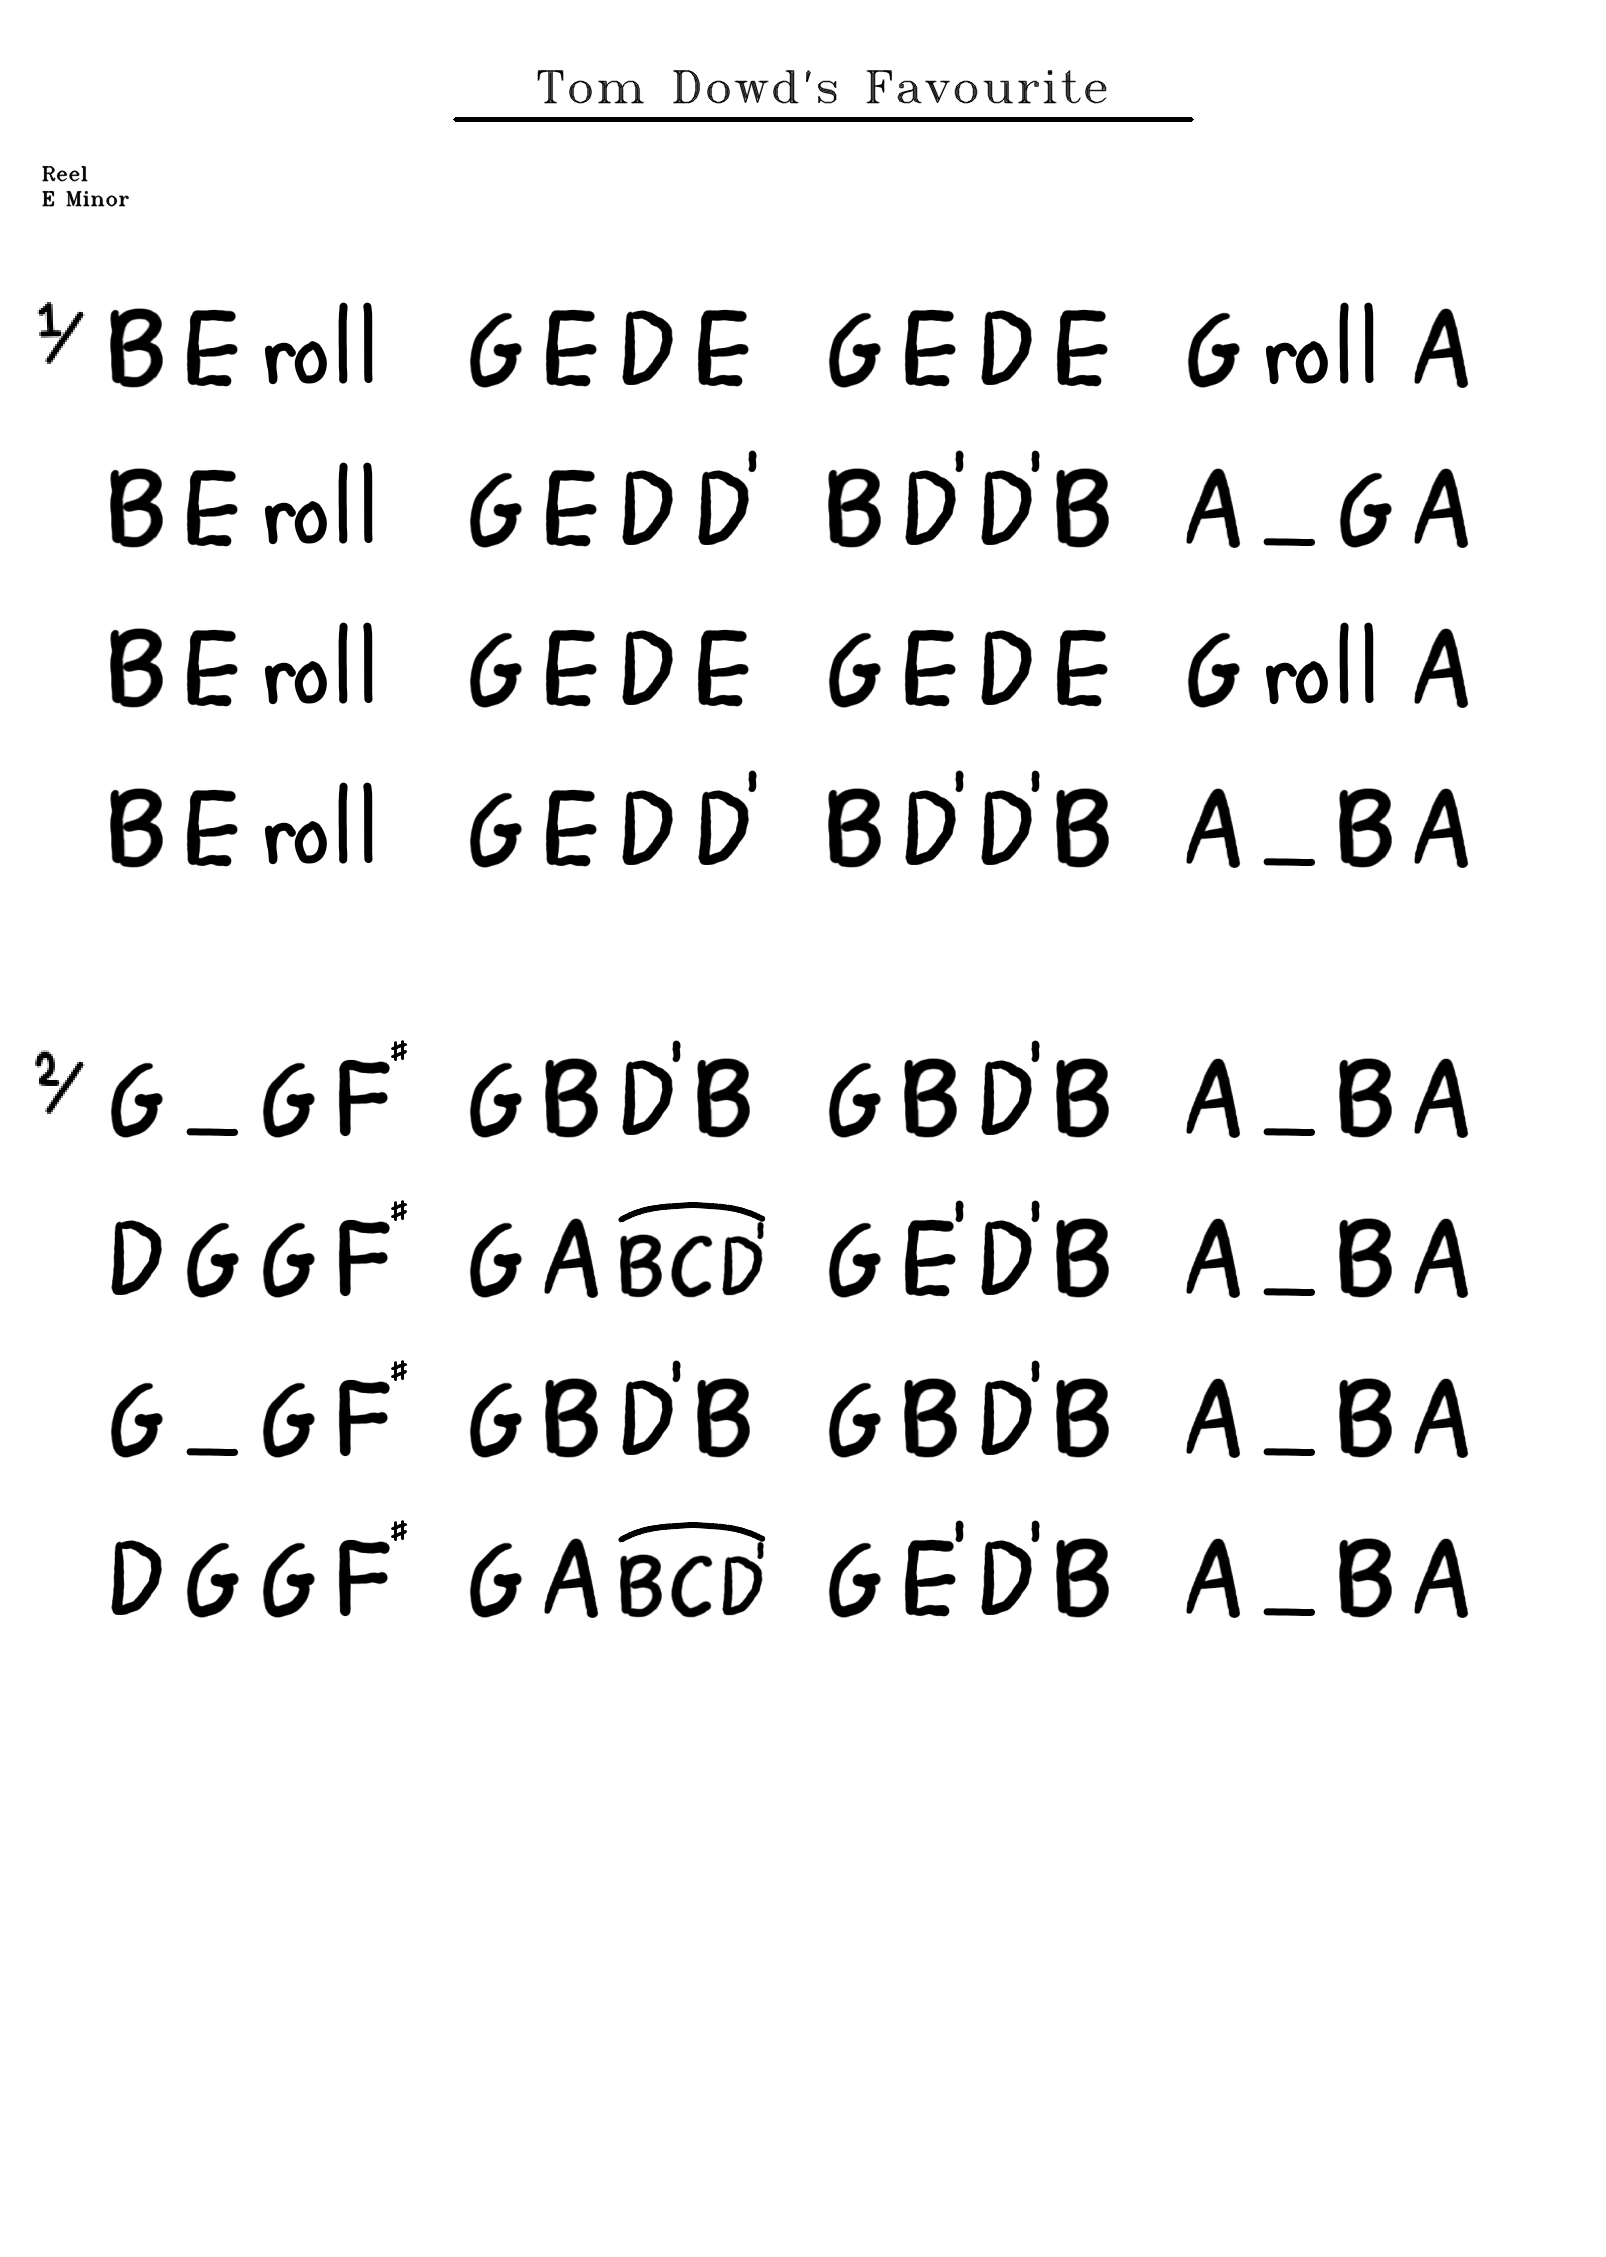 Tom Dowd's Favourite
Reel
E Minor
1/ B E roll G E D E G E D E G roll A
B E roll G E D D' B D' D' B A _ G A
B E roll G E D E G E D E G roll A
B E roll G E D D' B D' D' B A _ B A
2/ G _ G F♯ G B D' B G B D' B A _ B A
D G G F♯ G A B C D' G E' D' B A _ B A
G _ G F♯ G B D' B G B D' B A _ B A
D G G F♯ G A B C D' G E' D' B A _ B A